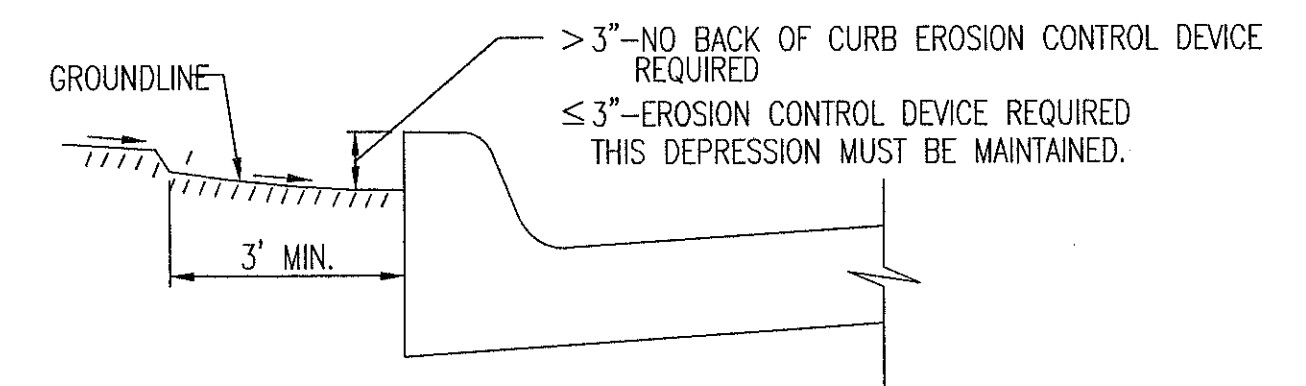 > 3"-NO BACK OF CURB EROSION CONTROL DEVICE
REQUIRED
GROUNDLINE
≤ 3"-EROSION CONTROL DEVICE REQUIRED
THIS DEPRESSION MUST BE MAINTAINED.
3' MIN.